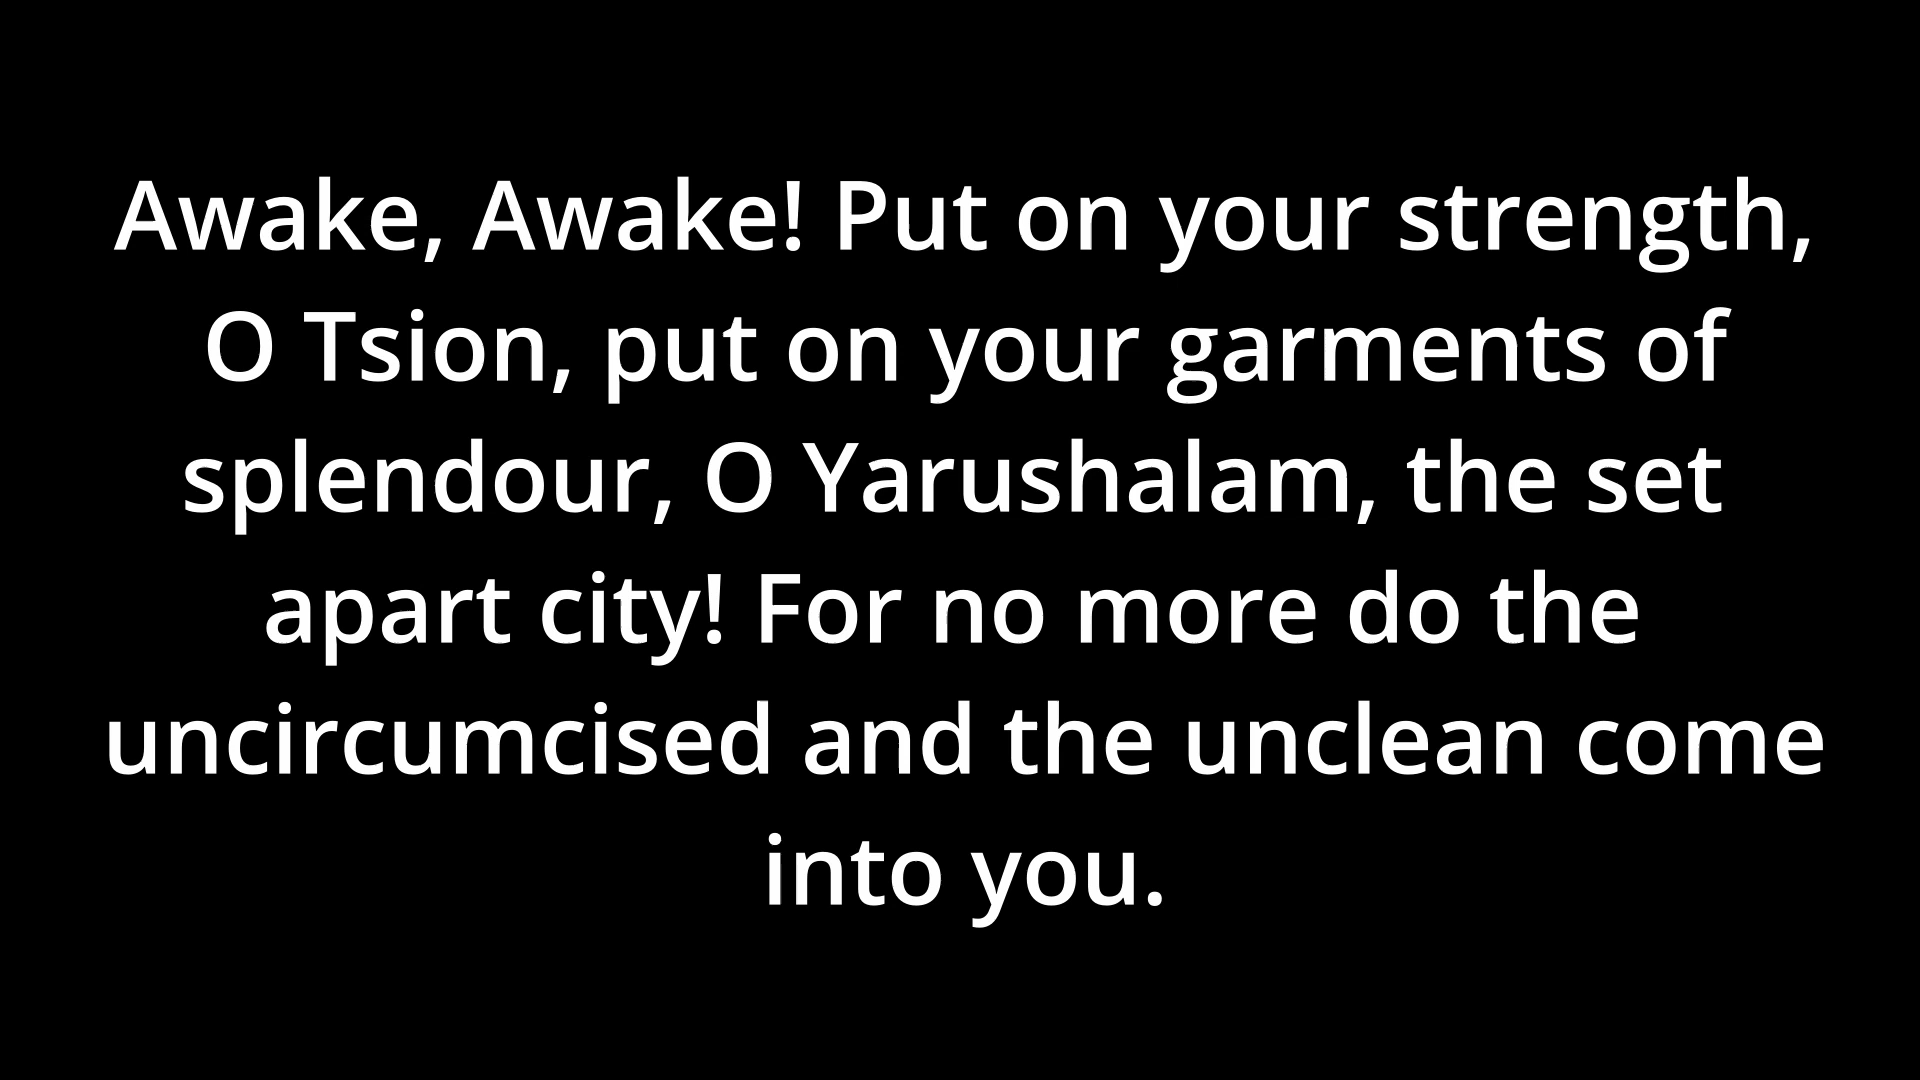 Awake, Awake! Put on your strength,
O Tsion, put on your garments of
splendour, O Yarushalam, the set
apart city! For no more do the
uncircumcised and the unclean come
into you.